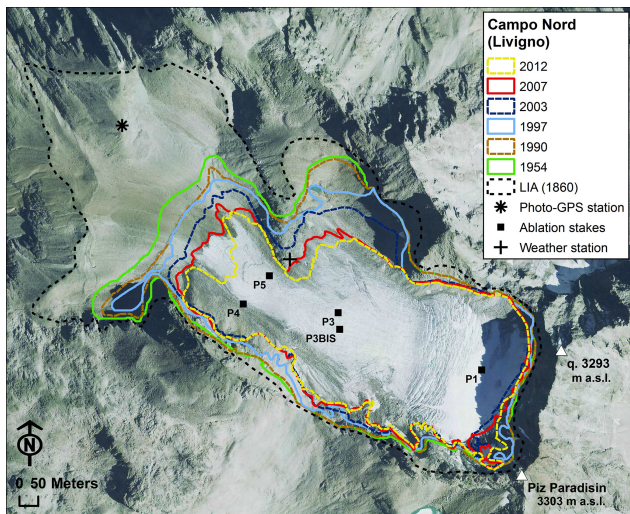 Campo Nord
(Livigno)
2012
2007
2003
1997
1990
1954
LIA (1860)
Photo-GPS station
Ablation stakes
Weather station
P5
P4
P3
P3BIS
P1
q. 3293
m a.s.l.
N
0 50 Meters
Piz Paradisin
3303 m a.s.l.